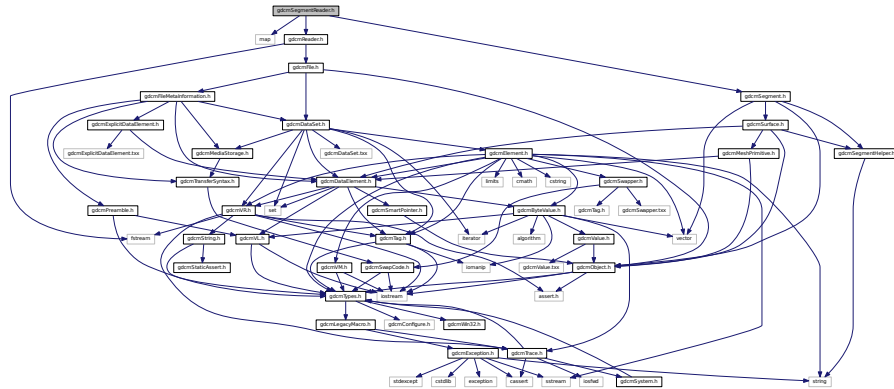 gdcmSegmentReader.h
map
gdcmReader.h
gdcmFile.h
gdcmFileMetaInformation.h
gdcmSegment.h
gdcmExplicitDataElement.h
gdcmDataSet.h
gdcmSurface.h
gdcmExplicitDataElement.txx
gdcmMediaStorage.h
gdcmDataSet.txx
gdcmElement.h
gdcmMeshPrimitive.h
gdcmSegmentHelper.h
gdcmTransferSyntax.h
gdcmDataElement.h
limits
cmath
cstring
gdcmSwapper.h
gdcmPreamble.h
gdcmVR.h
set
gdcmSmartPointer.h
gdcmByteValue.h
gdcmTag.h
gdcmSwapper.txx
fstream
gdcmString.h
gdcmVL.h
gdcmTag.h
iterator
algorithm
gdcmValue.h
vector
gdcmStaticAssert.h
gdcmVM.h
gdcmSwapCode.h
iomanip
gdcmValue.txx
gdcmObject.h
gdcmTypes.h
iostream
assert.h
gdcmLegacyMacro.h
gdcmConfigure.h
gdcmWin32.h
gdcmException.h
gdcmTrace.h
stdexcept
cstdlib
exception
cassert
sstream
iosfwd
gdcmSystem.h
string